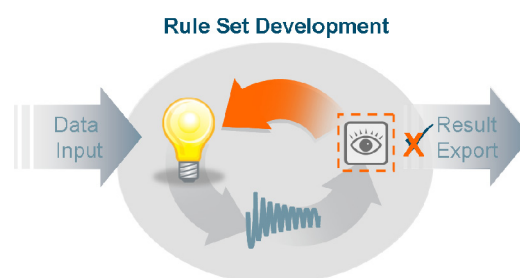 Rule Set Development
Data
Input
Result
Export